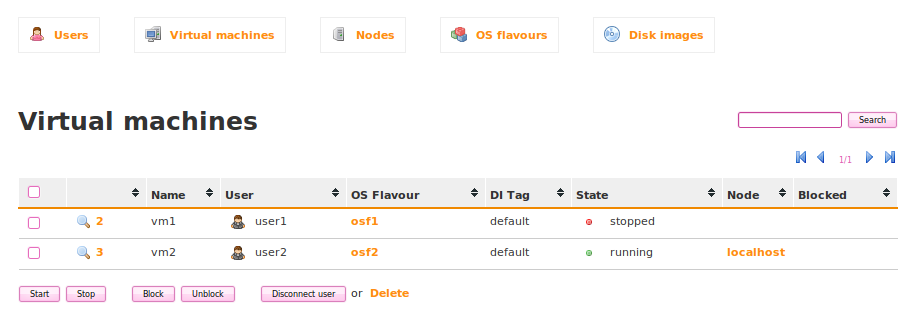 Users Virtual machines Nodes OS flavours Disk images
Virtual machines
Search
1/1
Name User OS Flavour DI Tag State Node Blocked
2 vm1 user1 osf1 default stopped
3 vm2 user2 osf2 default running localhost
Start Stop Block Unblock Disconnect user or Delete